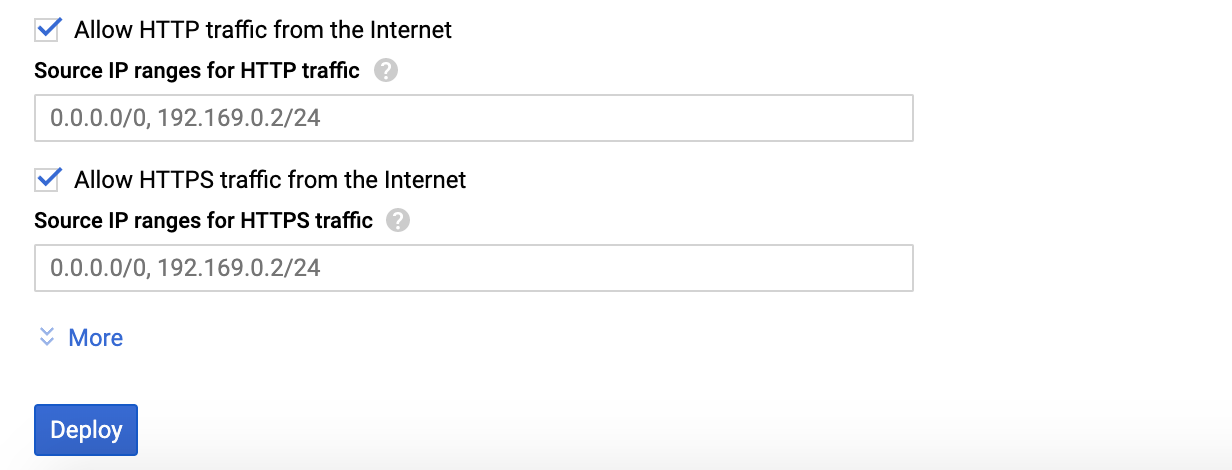 Allow HTTP traffic from the Internet
Source IP ranges for HTTP traffic ?
0.0.0.0/0, 192.169.0.2/24
Allow HTTPS traffic from the Internet
Source IP ranges for HTTPS traffic ?
0.0.0.0/0, 192.169.0.2/24
More
Deploy